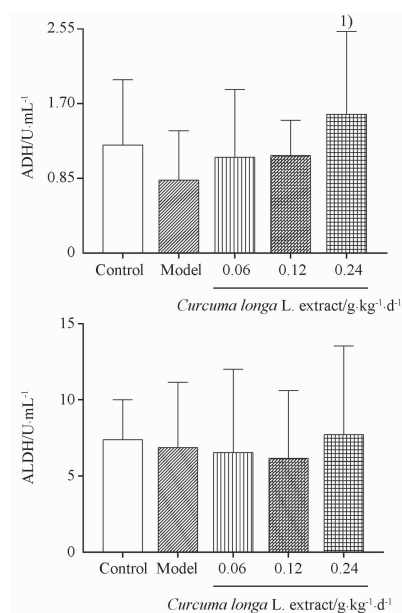 1)
2.55
1.70
0.85
0
ADH/U·mL⁻¹
Control Model 0.06 0.12 0.24
Curcuma longa L. extract/g·kg⁻¹·d⁻¹
15
10
5
0
ALDH/U·mL⁻¹
Control Model 0.06 0.12 0.24
Curcuma longa L. extract/g·kg⁻¹·d⁻¹